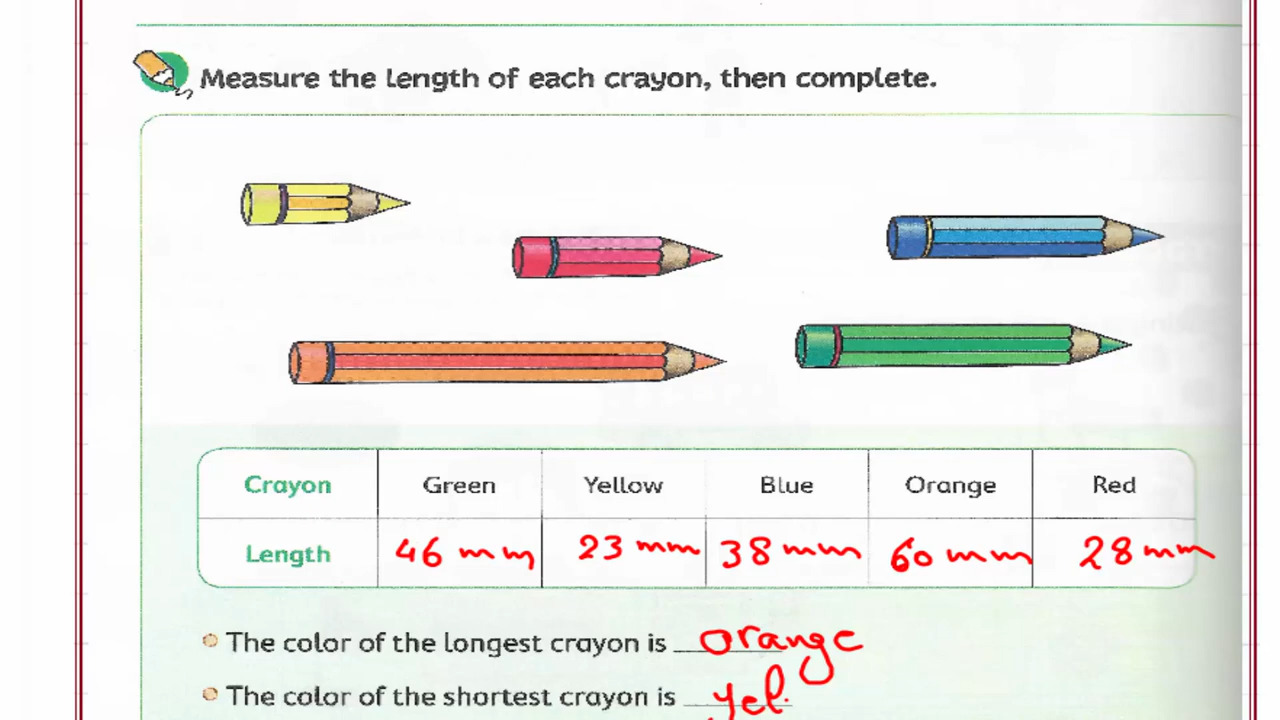 Measure the length of each crayon, then complete.
Crayon Green Yellow Blue Orange Red
Length 46 mm 23 mm 38 mm 60 mm 28 mm
The color of the longest crayon is orange
The color of the shortest crayon is yel.